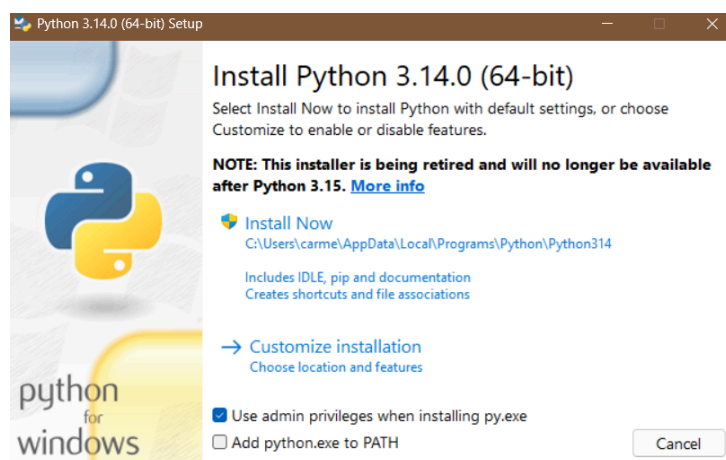 Python 3.14.0 (64-bit) Setup
Install Python 3.14.0 (64-bit)
Select Install Now to install Python with default settings, or choose
Customize to enable or disable features.
NOTE: This installer is being retired and will no longer be available
after Python 3.15. More info
Install Now
C:\Users\carme\AppData\Local\Programs\Python\Python314
Includes IDLE, pip and documentation
Creates shortcuts and file associations
Customize installation
Choose location and features
Use admin privileges when installing py.exe
Add python.exe to PATH
Cancel
python
for
windows